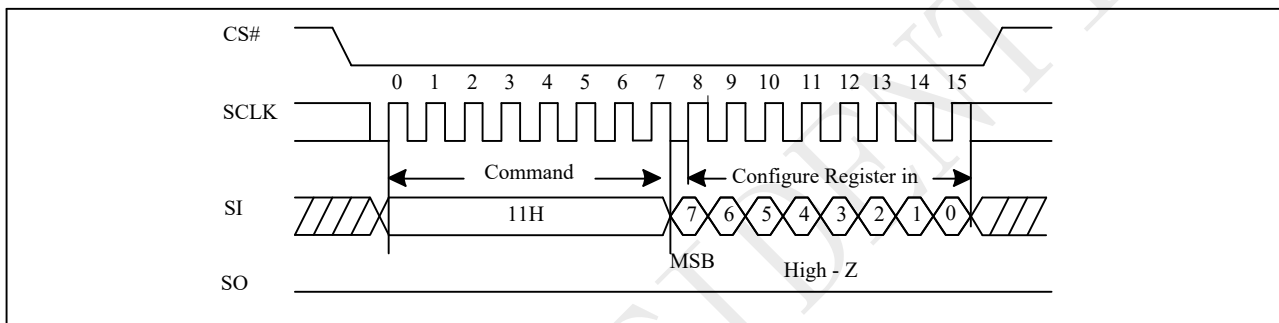 CS#
0 1 2 3 4 5 6 7 8 9 10 11 12 13 14 15
SCLK
Command Configure Register in
SI 11H 7 6 5 4 3 2 1 0
MSB High - Z
SO